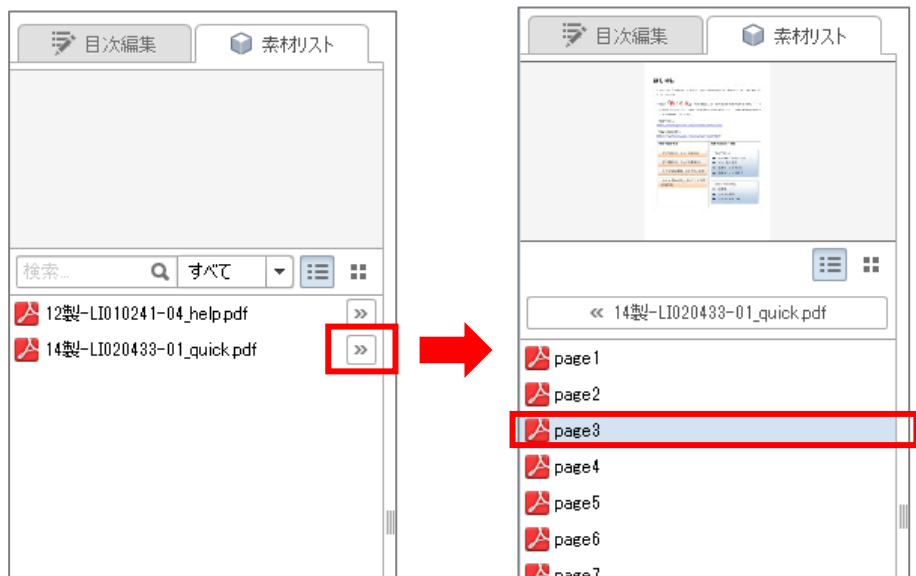 目次編集
素材リスト
検索...
すべて
12製-LI010241-04_help.pdf
14製-LI020433-01_quick.pdf
目次編集
素材リスト
14製-LI020433-01_quick.pdf
page1
page2
page3
page4
page5
page6
page7